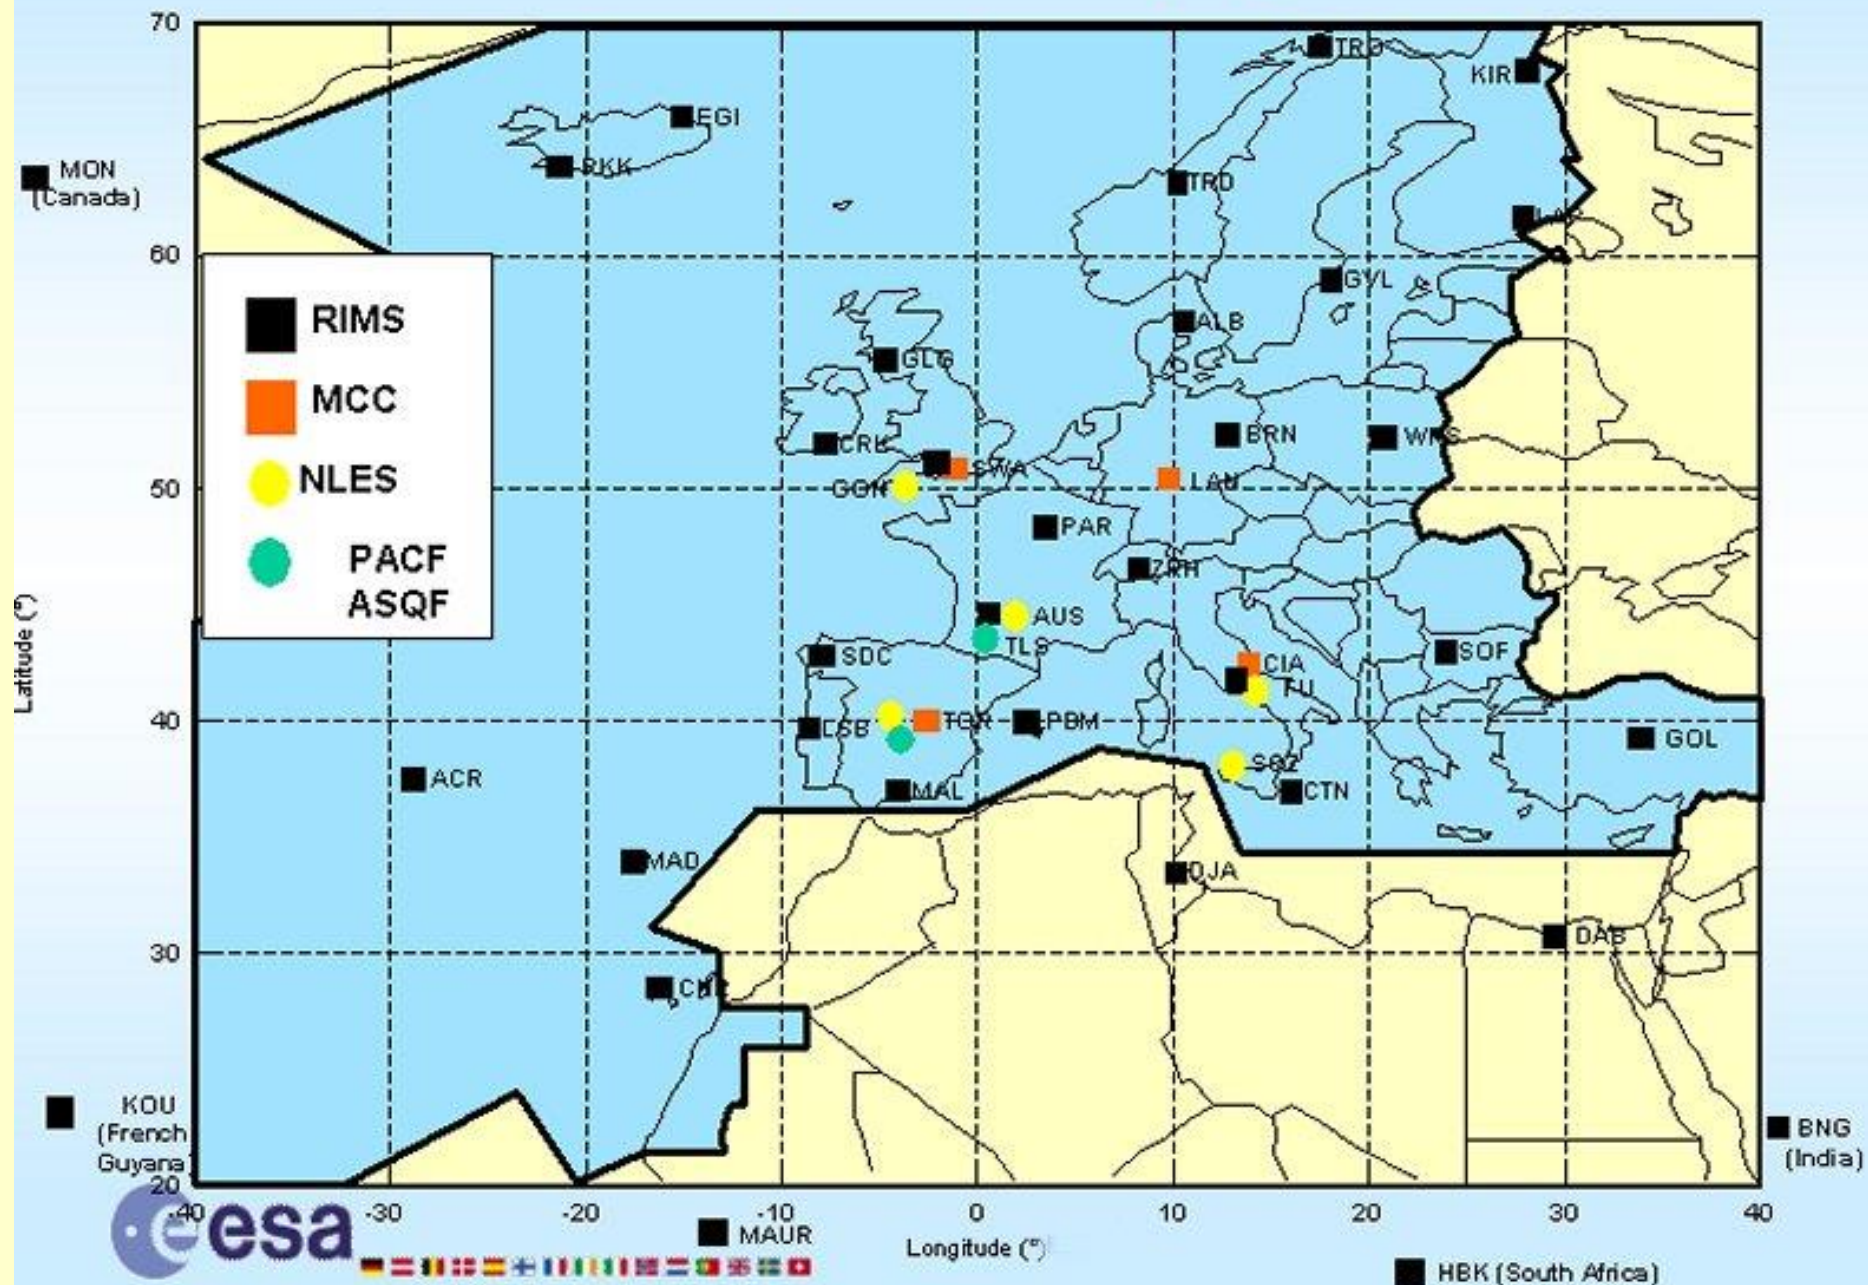 70
TRO
KIR
EGI
RKK
MON
(Canada)
TRD
60
GVL
RIMS
ALB
GLG
MCC
CRK
BRN
SWA
LAN
NLES
GON
50
PAR
PACF
ZRH
ASQF
AUS
TLS
Latitude (°)
SDC
CIA
SOF
FU
40
LSB
TOR
PBM
GOL
ACR
MAL
CTN
MAD
DJA
DAB
30
KOU
(French
Guyana)
BNG
(India)
20
-40
-30
-20
-10
0
10
20
30
40
esa
MAUR
Longitude (°)
HBK (South Africa)